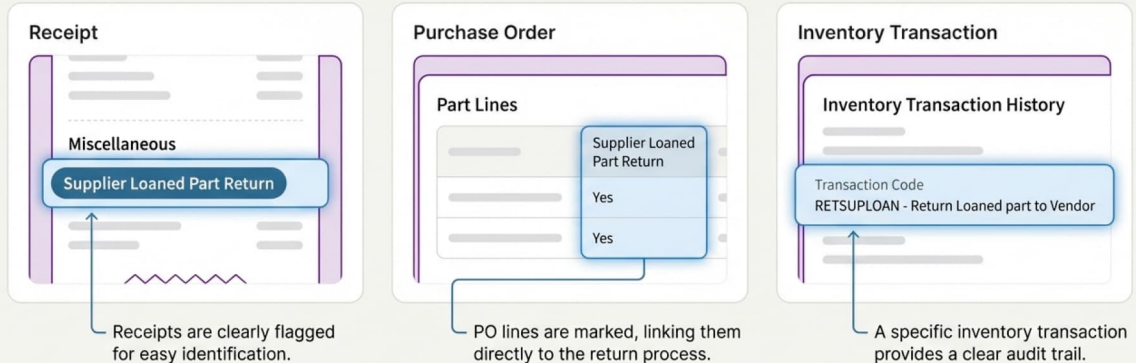 Receipt
Miscellaneous
Supplier Loaned Part Return
Receipts are clearly flagged
for easy identification.
Purchase Order
Part Lines
Supplier Loaned
Part Return
Yes
Yes
PO lines are marked, linking them
directly to the return process.
Inventory Transaction
Inventory Transaction History
Transaction Code
RETSUPLOAN - Return Loaned part to Vendor
A specific inventory transaction
provides a clear audit trail.